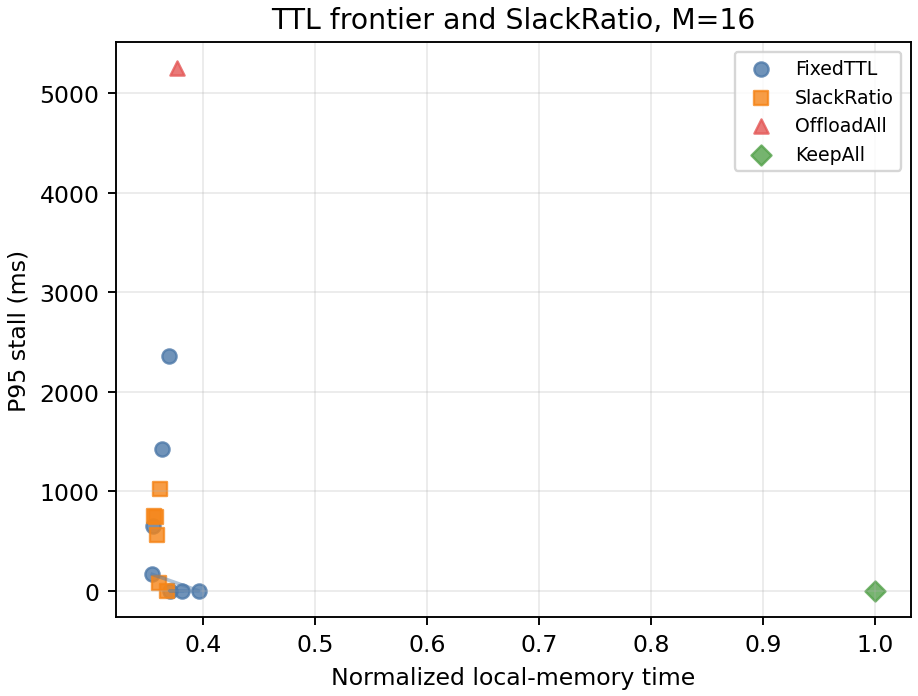 TTL frontier and SlackRatio, M=16
FixedTTL
SlackRatio
OffloadAll
KeepAll
P95 stall (ms)
5000
4000
3000
2000
1000
0
0.4 0.5 0.6 0.7 0.8 0.9 1.0
Normalized local-memory time